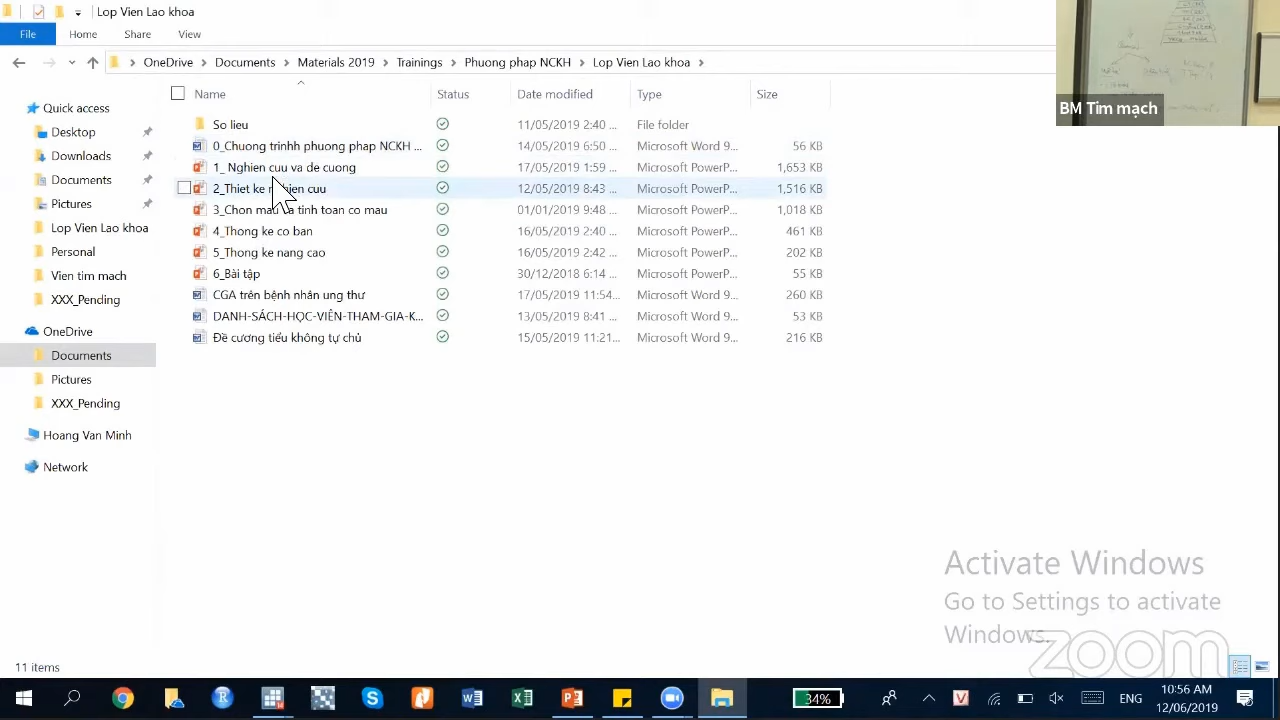 Lop Vien Lao khoa
File Home Share View
OneDrive Documents Materials 2019 Trainings Phuong phap NCKH Lop Vien Lao khoa
BM Tim mạch
Name Status Date modified Type Size
Quick access
Desktop
Downloads
Documents
Pictures
Lop Vien Lao khoa
Personal
Vien tim mach
XXX_Pending
OneDrive
Documents
Pictures
XXX_Pending
Hoang Van Minh
Network
So lieu 11/05/2019 2:40 ... File folder
0_Chuong trinhh phuong phap NCKH ... 14/05/2019 6:50 ... Microsoft Word 9... 56 KB
1_ Nghien cuu va de cuong 17/05/2019 1:59 ... Microsoft PowerP... 1,653 KB
2_Thiet ke nghien cuu 12/05/2019 8:43 ... Microsoft PowerP... 1,516 KB
3_Chon mau va tinh toan co mau 01/01/2019 9:48 ... Microsoft PowerP... 1,018 KB
4_Thong ke co ban 16/05/2019 2:40 ... Microsoft PowerP... 461 KB
5_Thong ke nang cao 16/05/2019 2:42 ... Microsoft PowerP... 202 KB
6_Bài tập 30/12/2018 6:14 ... Microsoft PowerP... 55 KB
CGA trên bệnh nhân ung thư 17/05/2019 11:54... Microsoft Word 9... 260 KB
DANH-SÁCH-HỌC-VIÊN-THAM-GIA-K... 13/05/2019 8:41 ... Microsoft Word 9... 53 KB
Đề cương tiểu không tự chủ 15/05/2019 11:21... Microsoft Word 9... 216 KB
Activate Windows
Go to Settings to activate
Windows.
zoom
11 items
34% ENG 10:56 AM
12/06/2019